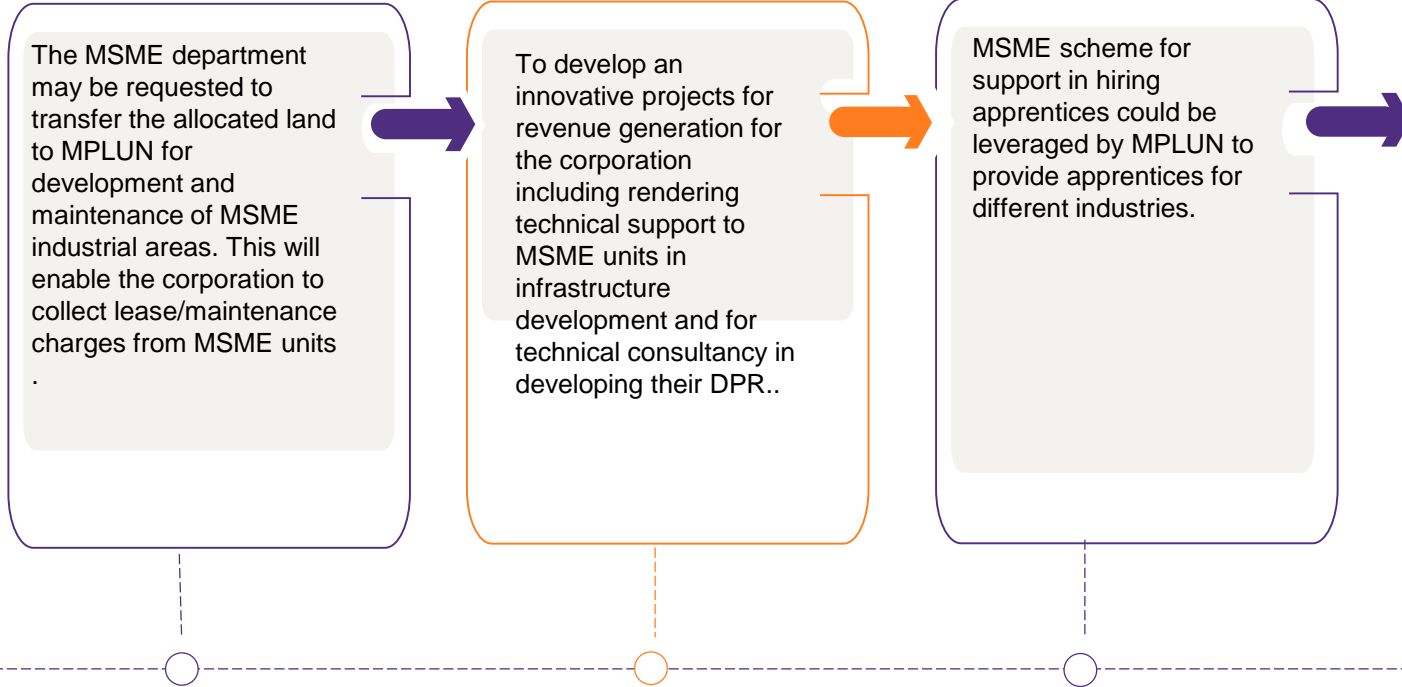 The MSME department
may be requested to
transfer the allocated land
to MPLUN for
development and
maintenance of MSME
industrial areas. This will
enable the corporation to
collect lease/maintenance
charges from MSME units
.
To develop an
innovative projects for
revenue generation for
the corporation
including rendering
technical support to
MSME units in
infrastructure
development and for
technical consultancy in
developing their DPR..
MSME scheme for
support in hiring
apprentices could be
leveraged by MPLUN to
provide apprentices for
different industries.